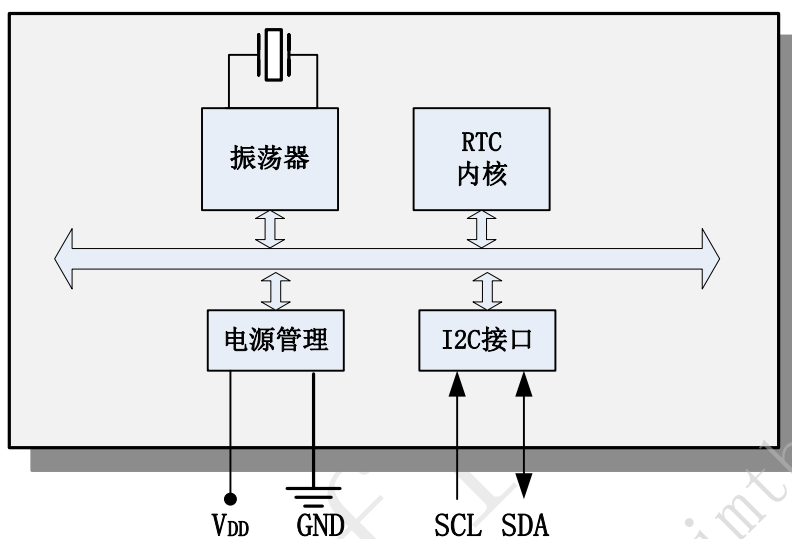 振荡器
RTC
内核
电源管理
I2C接口
VDD
GND
SCL
SDA